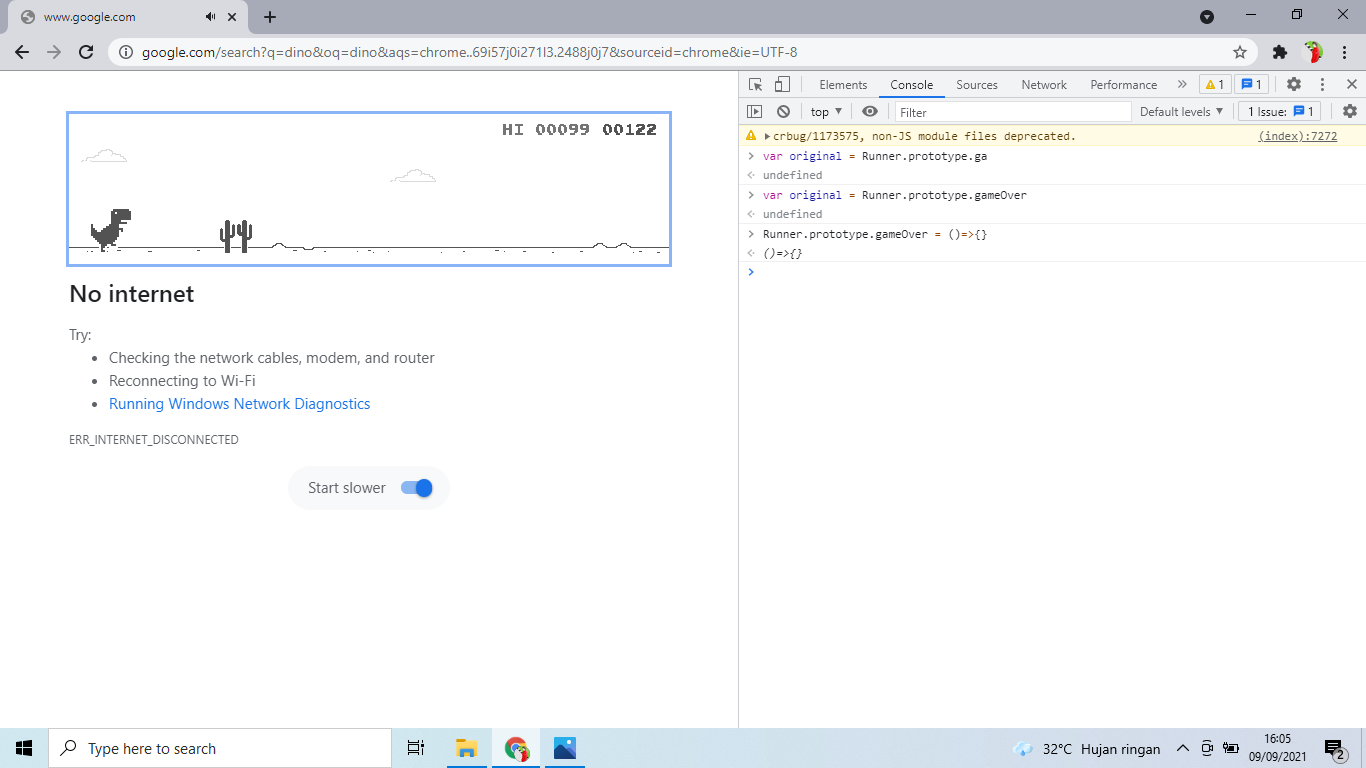 www.google.com
google.com/search?q=dino&oq=dino&aqs=chrome..69i57j0i271l3.2488j0j7&sourceid=chrome&ie=UTF-8
Elements Console Sources Network Performance » 1 1
top Filter Default levels 1 Issue: 1
HI 00099 00122
crbug/1173575, non-JS module files deprecated. (index):7272
var original = Runner.prototype.ga
undefined
var original = Runner.prototype.gameOver
undefined
Runner.prototype.gameOver = ()=>{}
()=>{}
No internet
Try:
Checking the network cables, modem, and router
Reconnecting to Wi-Fi
Running Windows Network Diagnostics
ERR_INTERNET_DISCONNECTED
Start slower
Type here to search
32°C Hujan ringan
16:05
09/09/2021
2